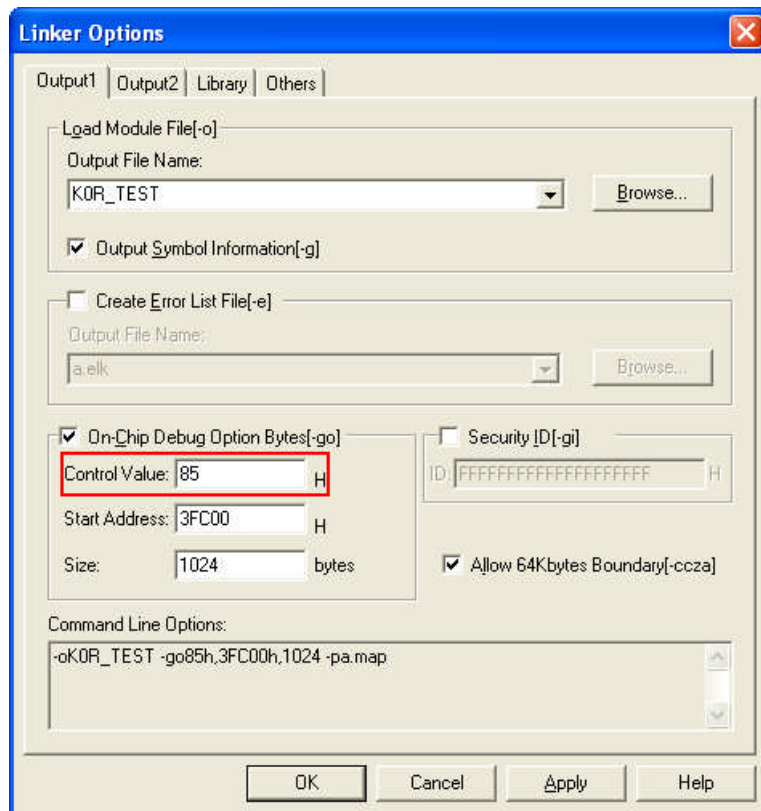 Linker Options
Output1 Output2 Library Others
Load Module File[-o]
Output File Name:
K0R_TEST Browse...
Output Symbol Information[-g]
Create Error List File[-e]
Output File Name:
a.elk Browse...
On-Chip Debug Option Bytes[-go] Security ID[-gi]
Control Value: 85 H ID: FFFFFFFFFFFFFFFFFFFF H
Start Address: 3FC00 H
Size: 1024 bytes Allow 64Kbytes Boundary[-ccza]
Command Line Options:
-oK0R_TEST -go85h,3FC00h,1024 -pa.map
OK Cancel Apply Help